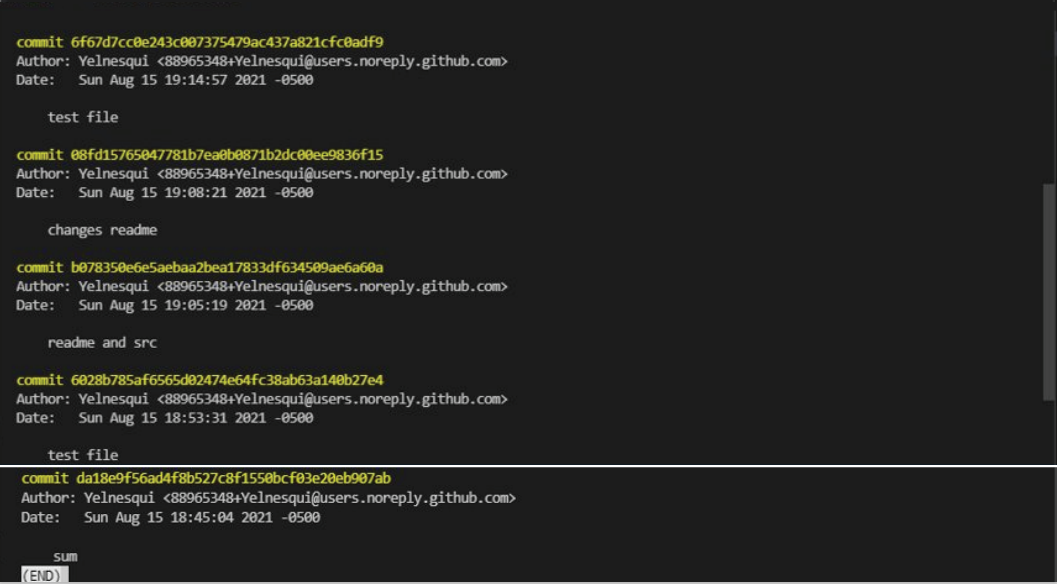 commit 6f67d7cc0e243c007375479ac437a821cfc0adf9
Author: Yelnesqui <88965348+Yelnesqui@users.noreply.github.com>
Date:   Sun Aug 15 19:14:57 2021 -0500
test file
commit 08fd15765047781b7ea0b0871b2dc00ee9836f15
Author: Yelnesqui <88965348+Yelnesqui@users.noreply.github.com>
Date:   Sun Aug 15 19:08:21 2021 -0500
changes readme
commit b078350e6e5aebaa2bea17833df634509ae6a60a
Author: Yelnesqui <88965348+Yelnesqui@users.noreply.github.com>
Date:   Sun Aug 15 19:05:19 2021 -0500
readme and src
commit 6028b785af6565d02474e64fc38ab63a140b27e4
Author: Yelnesqui <88965348+Yelnesqui@users.noreply.github.com>
Date:   Sun Aug 15 18:53:31 2021 -0500
test file
commit da18e9f56ad4f8b527c8f1550bcf03e20eb907ab
Author: Yelnesqui <88965348+Yelnesqui@users.noreply.github.com>
Date:   Sun Aug 15 18:45:04 2021 -0500
sum
(END)